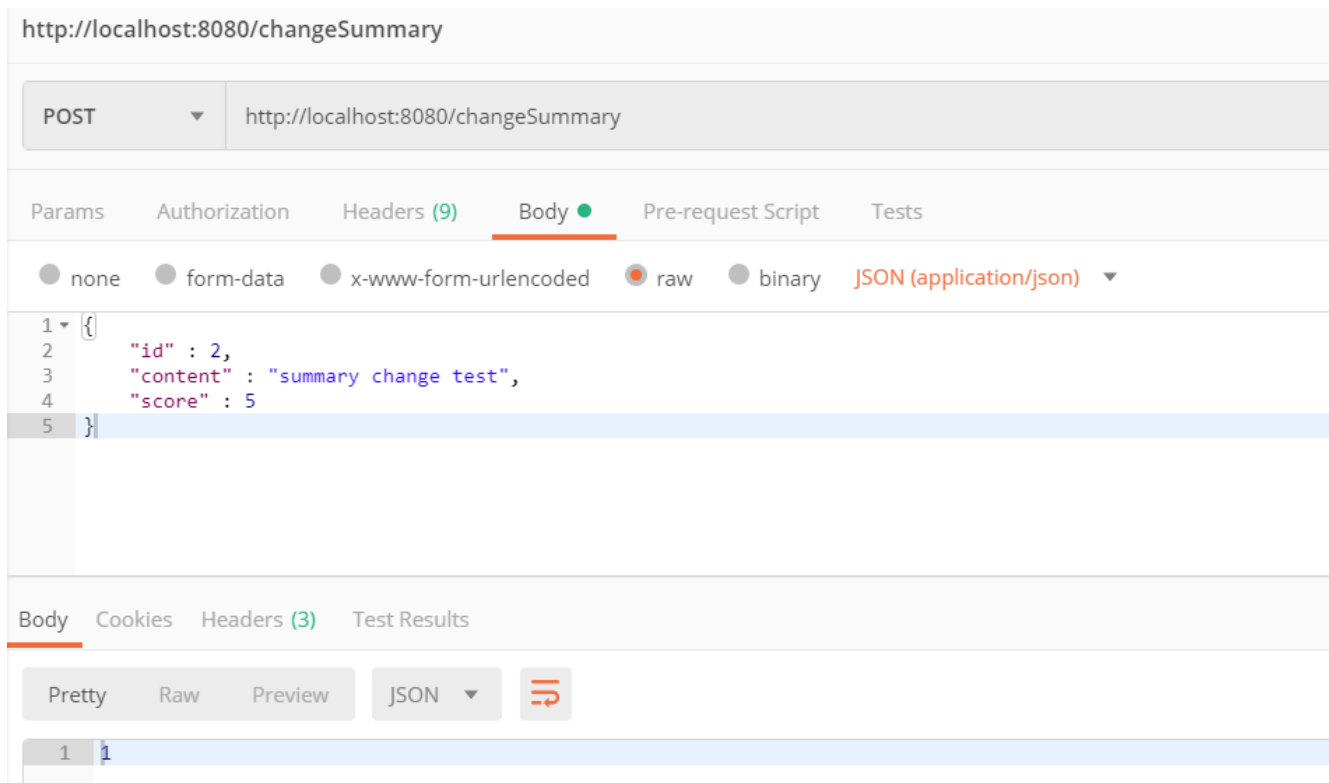 http://localhost:8080/changeSummary
POST http://localhost:8080/changeSummary
Params Authorization Headers (9) Body Pre-request Script Tests
none form-data x-www-form-urlencoded raw binary JSON (application/json)
1 {
2 "id" : 2,
3 "content" : "summary change test",
4 "score" : 5
5 }
Body Cookies Headers (3) Test Results
Pretty Raw Preview JSON
1 1